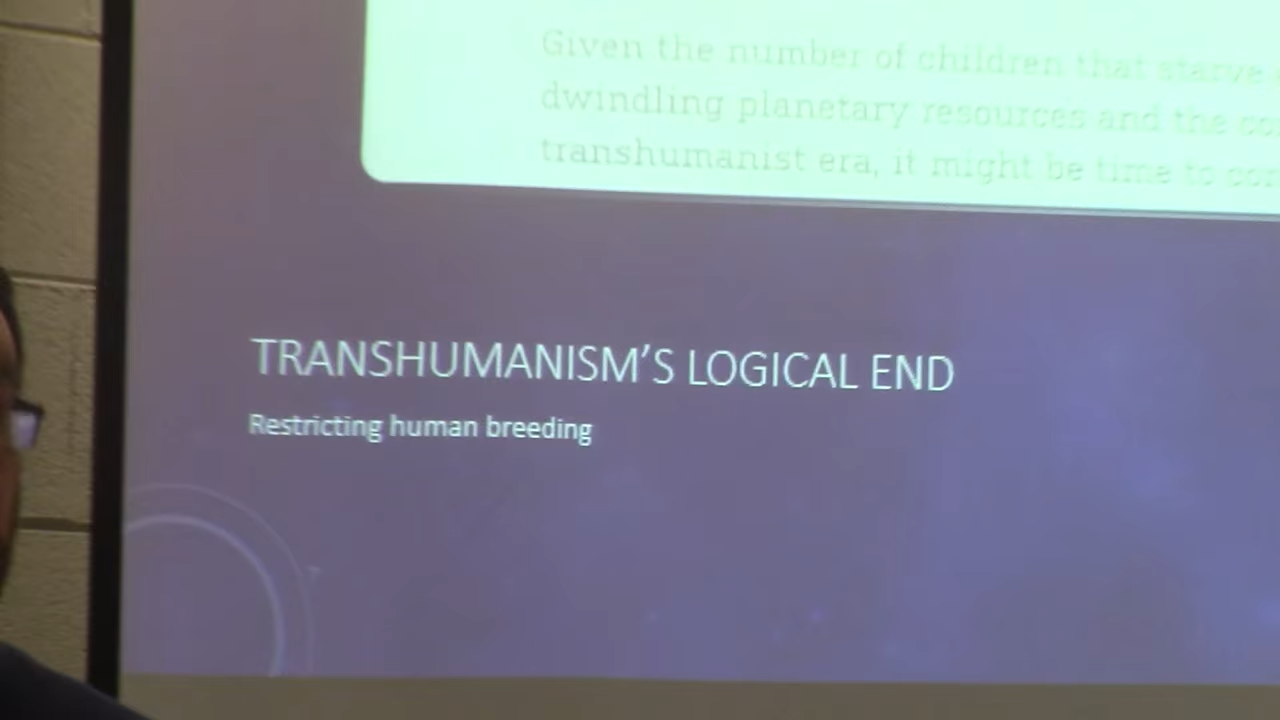 Given the number of children that starve
dwindling planetary resources and the
transhumanist era, it might be time to
TRANSHUMANISM'S LOGICAL END
Restricting human breeding